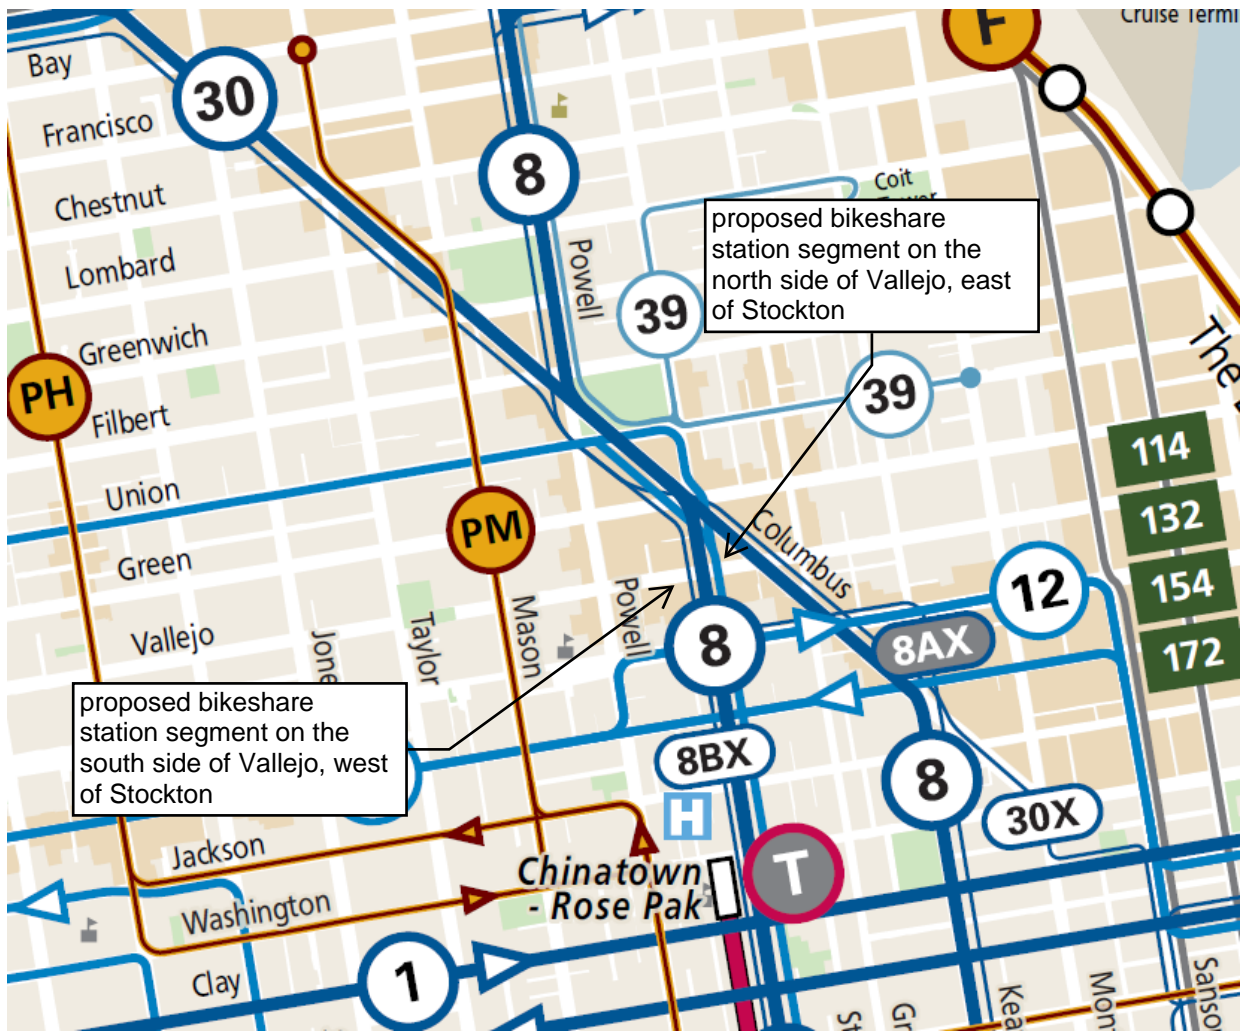 Cruise Termi
F
Bay
30
Francisco
8
Chestnut
Coit
proposed bikeshare
station segment on the
north side of Vallejo, east
of Stockton
Lombard
Powell
39
Greenwich
The
PH
39
Filbert
114
Union
132
PM
Columbus
Green
154
12
Powell
Mason
Taylor
Vallejo
8
8AX
172
proposed bikeshare
station segment on the
south side of Vallejo, west
of Stockton
8BX
8
30X
H
Jackson
Chinatown
- Rose Pak
T
Washington
1
Clay
Sanso
Mon
Kea
Gr
St